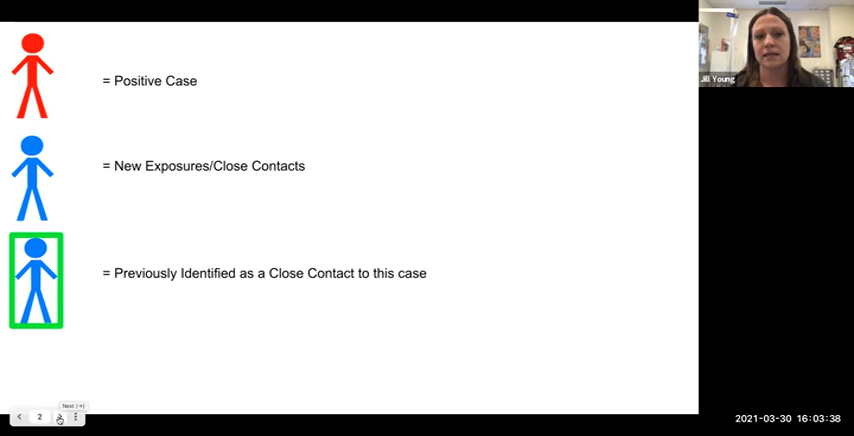 = Positive Case
Jill Young
= New Exposures/Close Contacts
= Previously Identified as a Close Contact to this case
Next (→)
2
2021-03-30 16:03:38